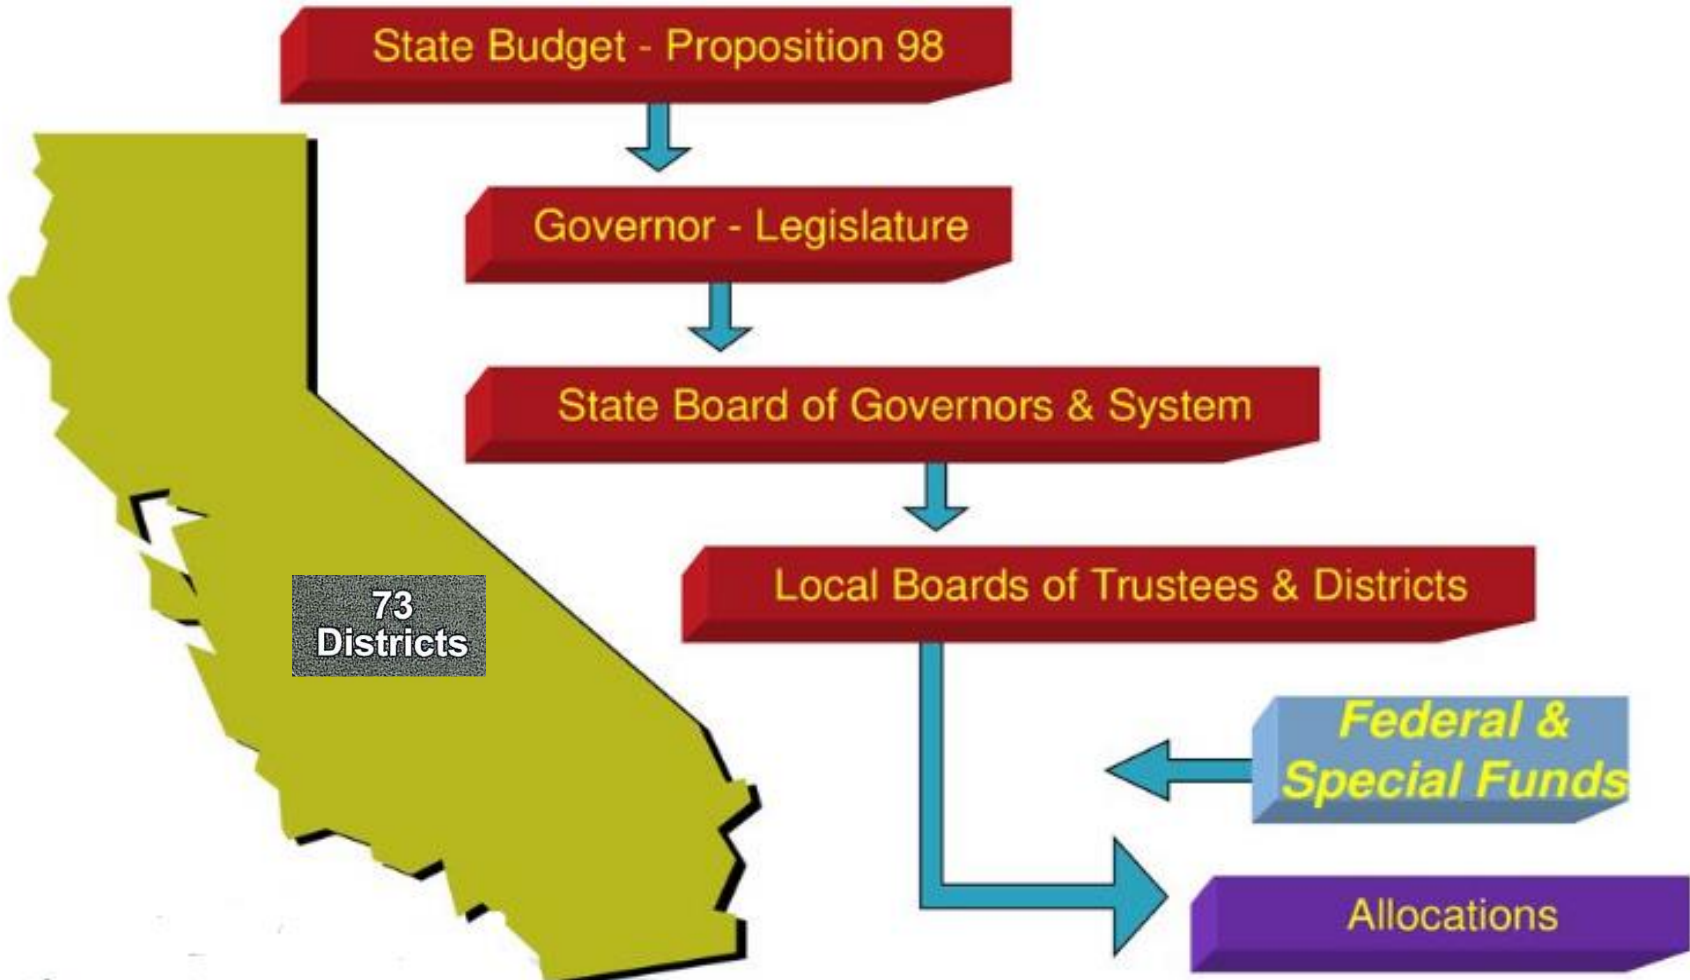 State Budget - Proposition 98
Governor - Legislature
State Board of Governors & System
Local Boards of Trustees & Districts
73
Districts
Federal &
Special Funds
Allocations